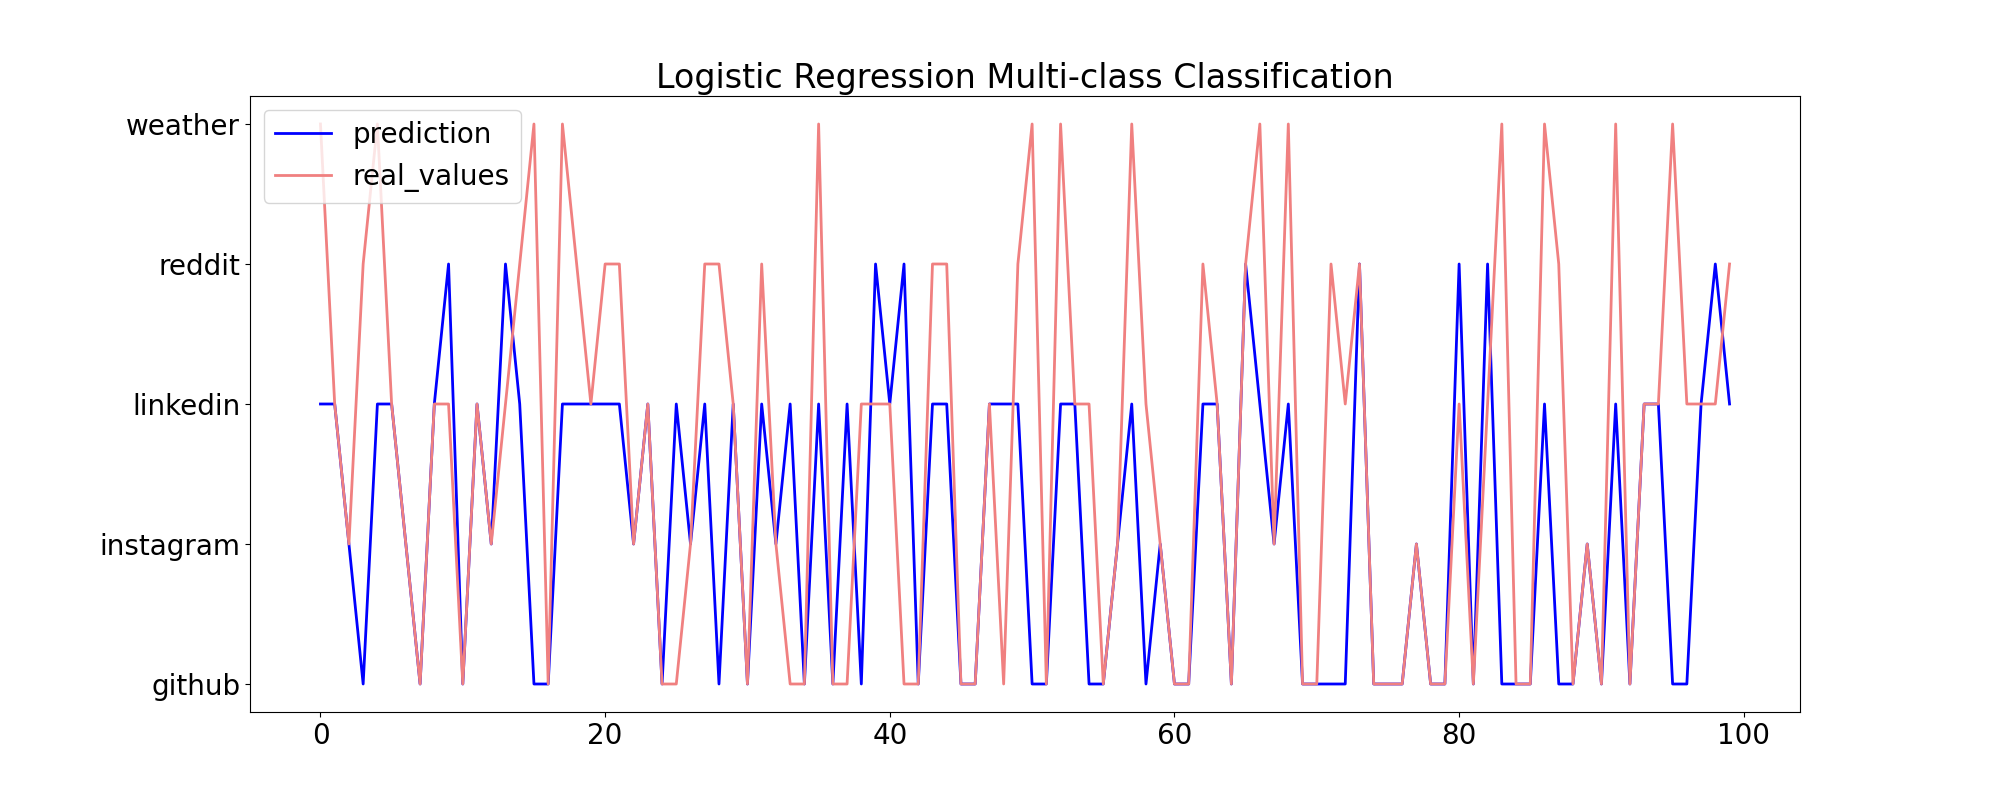 Logistic Regression Multi-class Classification
weather
reddit
linkedin
instagram
github
prediction
real_values
0 20 40 60 80 100